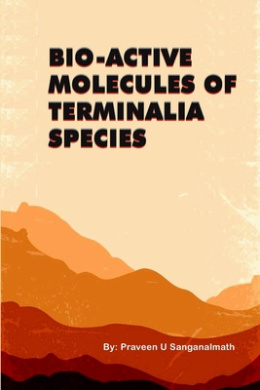 BIO-ACTIVE
MOLECULES OF
TERMINALIA
SPECIES
By: Praveen U Sanganalmath